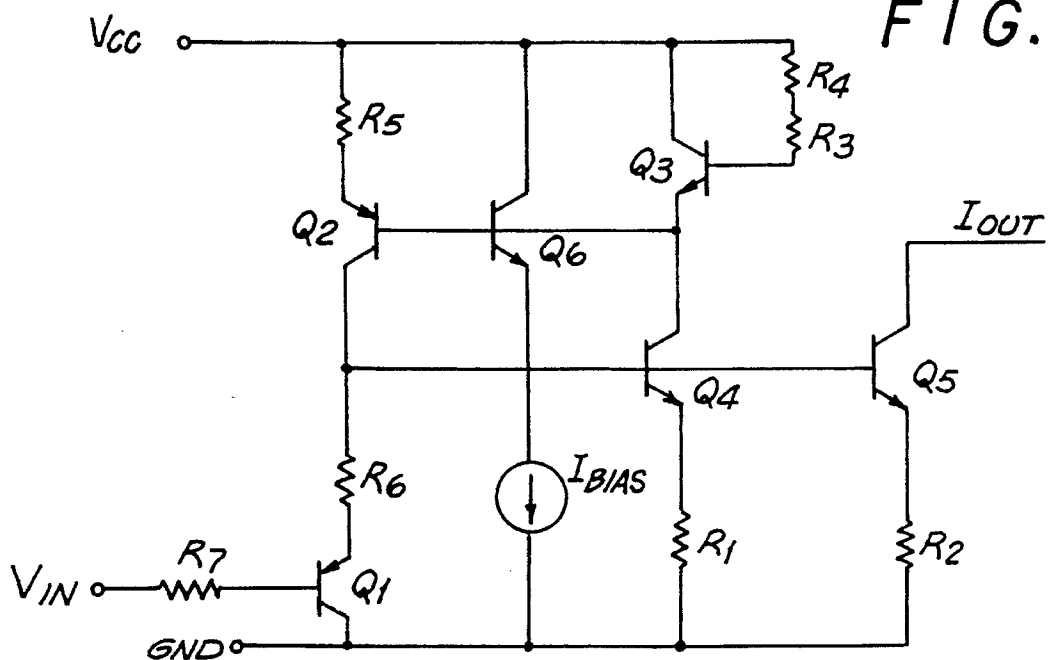 FIG.
VCC
R5
R4
R3
Q3
Q2
Q6
IOUT
Q4
Q5
R6
IBIAS
R1
R2
R7
VIN
Q1
GND